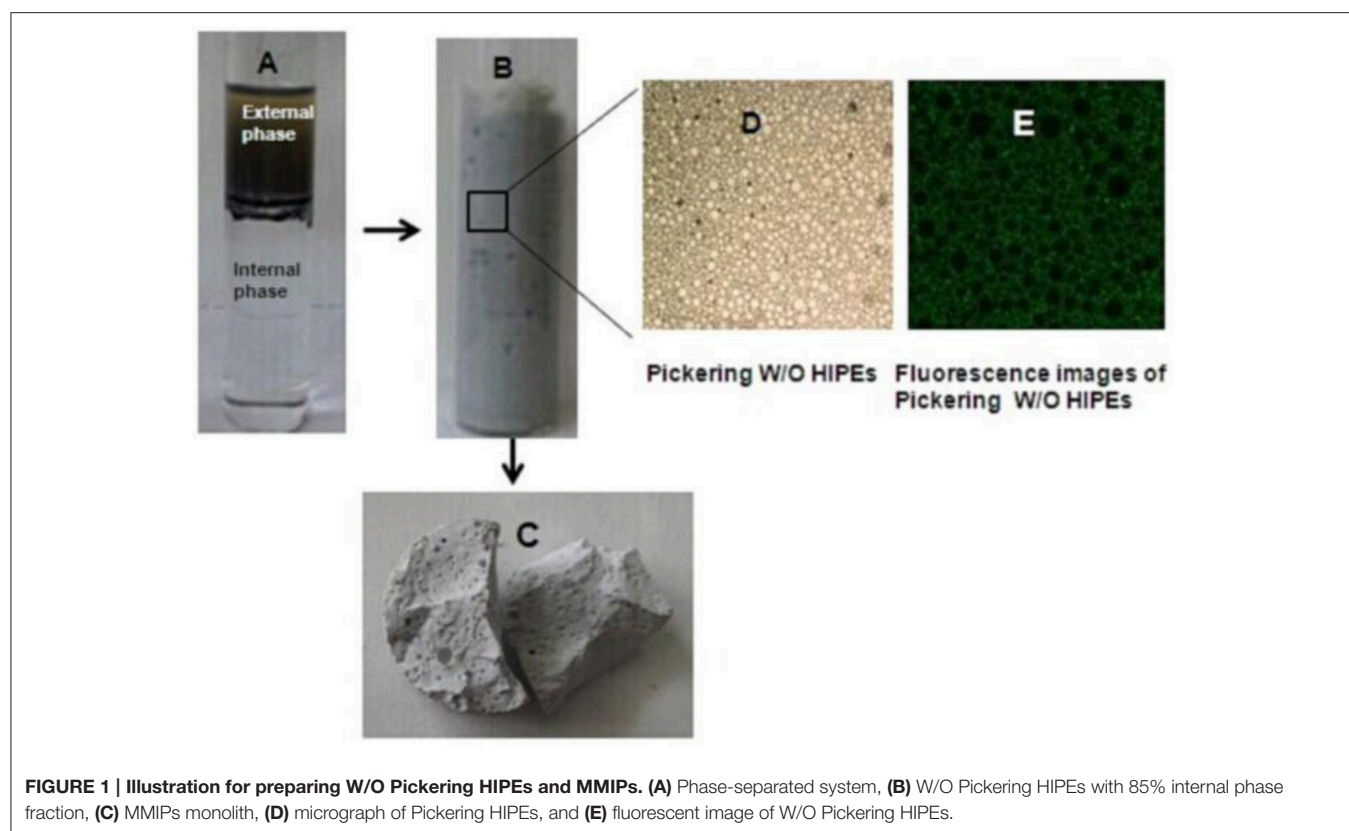 A
External
phase
Internal
phase
B
D
E
Pickering W/O HIPEs
Fluorescence images of
Pickering W/O HIPEs
C
FIGURE 1 | Illustration for preparing W/O Pickering HIPEs and MMIPs. (A) Phase-separated system, (B) W/O Pickering HIPEs with 85% internal phase
fraction, (C) MMIPs monolith, (D) micrograph of Pickering HIPEs, and (E) fluorescent image of W/O Pickering HIPEs.